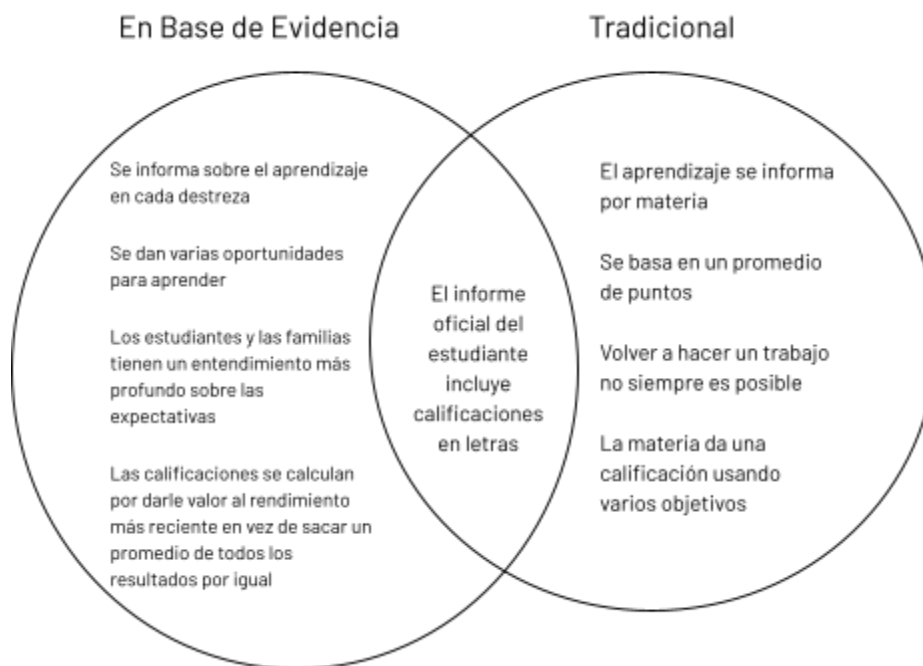 En Base de Evidencia
Tradicional
Se informa sobre el aprendizaje
en cada destreza
Se dan varias oportunidades
para aprender
Los estudiantes y las familias
tienen un entendimiento más
profundo sobre las
expectativas
Las calificaciones se calculan
por darle valor al rendimiento
más reciente en vez de sacar un
promedio de todos los
resultados por igual
El informe
oficial del
estudiante
incluye
calificaciones
en letras
El aprendizaje se informa
por materia
Se basa en un promedio
de puntos
Volver a hacer un trabajo
no siempre es posible
La materia da una
calificación usando
varios objetivos